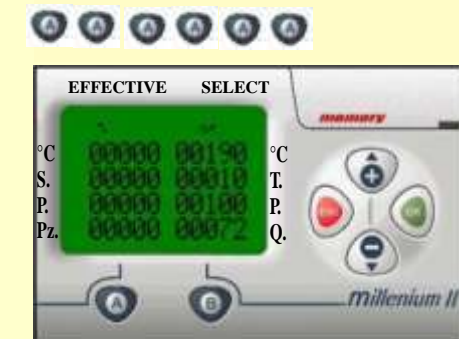 A A A A A A
EFFECTIVE SELECT
memory
°C 00000 00190 °C
S. 00000 00010 T.
P. 00000 00100 P.
Pz. 00000 00072 Q.
A B
millenium II